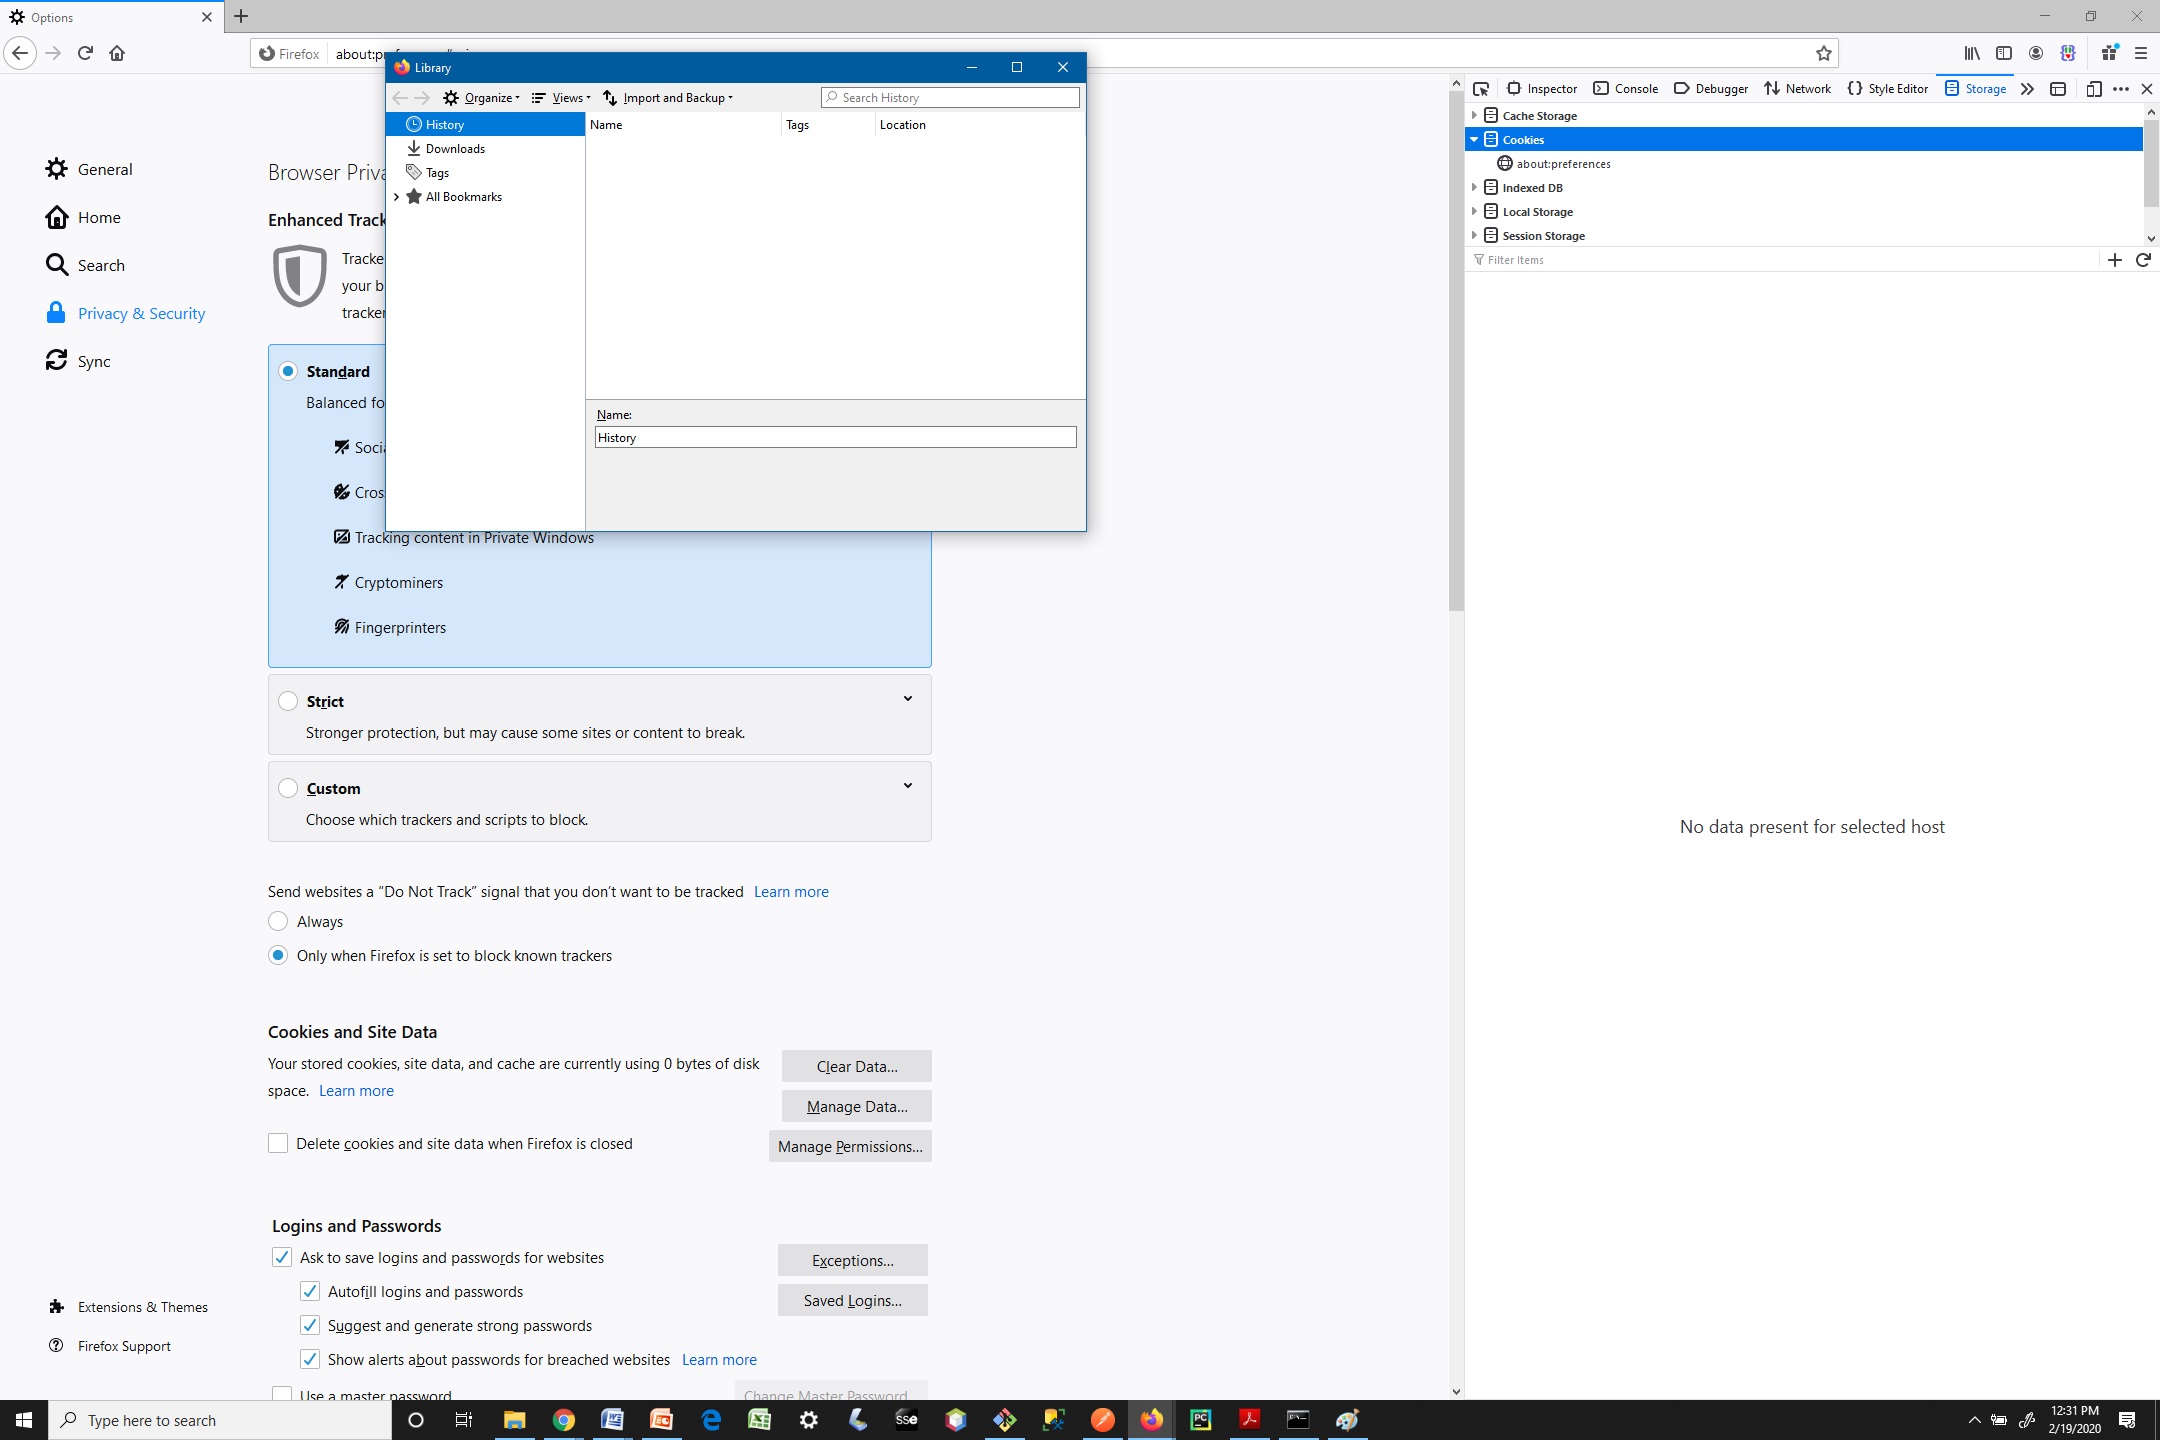 Options
Firefox
about:pr
Library
Organize
Views
Import and Backup
Search History
History
Downloads
Tags
All Bookmarks
Name
Tags
Location
Name:
History
Inspector
Console
Debugger
Network
Style Editor
Storage
Cache Storage
Cookies
about:preferences
Indexed DB
Local Storage
Session Storage
Filter Items
No data present for selected host
General
Home
Search
Privacy & Security
Sync
Browser Priva
Enhanced Track
Tracke
your b
tracker
Standard
Balanced fo
Socia
Cros
Tracking content in Private Windows
Cryptominers
Fingerprinters
Strict
Stronger protection, but may cause some sites or content to break.
Custom
Choose which trackers and scripts to block.
Send websites a “Do Not Track” signal that you don’t want to be tracked Learn more
Always
Only when Firefox is set to block known trackers
Cookies and Site Data
Your stored cookies, site data, and cache are currently using 0 bytes of disk
space. Learn more
Clear Data...
Manage Data...
Delete cookies and site data when Firefox is closed
Manage Permissions...
Logins and Passwords
Ask to save logins and passwords for websites
Exceptions...
Autofill logins and passwords
Saved Logins...
Suggest and generate strong passwords
Show alerts about passwords for breached websites Learn more
Use a master password
Change Master Password
Extensions & Themes
Firefox Support
Type here to search
12:31 PM
2/19/2020